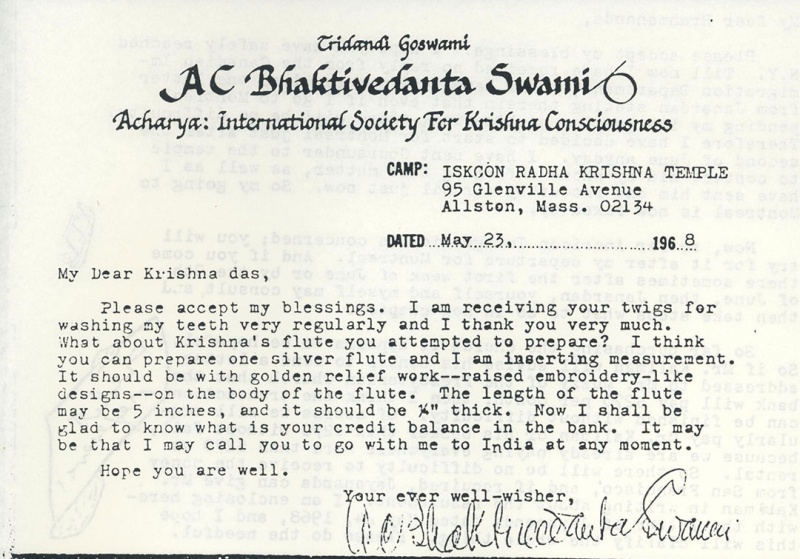 Tridandi Goswami
A C Bhaktivedanta Swami
Acharya: International Society For Krishna Consciousness
CAMP: ISKCON RADHA KRISHNA TEMPLE
95 Glenville Avenue
Allston, Mass. 02134
DATED May 23, 1968
My Dear Krishna das,
Please accept my blessings. I am receiving your twigs for
washing my teeth very regularly and I thank you very much.
What about Krishna's flute you attempted to prepare? I think
you can prepare one silver flute and I am inserting measurement.
It should be with golden relief work--raised embroidery-like
designs--on the body of the flute. The length of the flute
may be 5 inches, and it should be ¼" thick. Now I shall be
glad to know what is your credit balance in the bank. It may
be that I may call you to go with me to India at any moment.
Hope you are well.
Your ever well-wisher,
A.C. Bhaktivedanta Swami